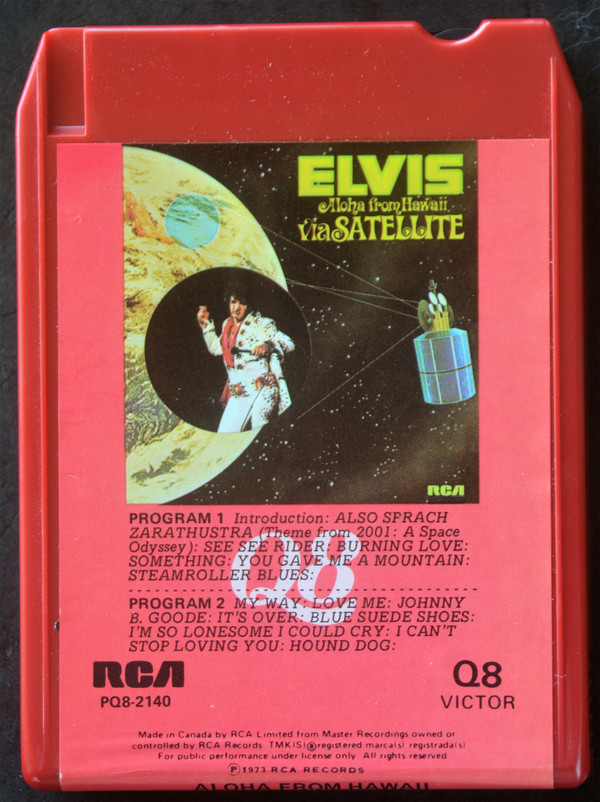 ELVIS
Aloha from Hawaii
via SATELLITE
RCA
PROGRAM 1 Introduction: ALSO SPRACH
ZARATHUSTRA (Theme from 2001: A Space
Odyssey): SEE SEE RIDER: BURNING LOVE:
SOMETHING: YOU GAVE ME A MOUNTAIN:
STEAMROLLER BLUES:
Q8
PROGRAM 2 MY WAY: LOVE ME: JOHNNY
B. GOODE: IT'S OVER: BLUE SUEDE SHOES:
I'M SO LONESOME I COULD CRY: I CAN'T
STOP LOVING YOU: HOUND DOG:
RCA
PQ8-2140
Q8
VICTOR
Made in Canada by RCA Limited from Master Recordings owned or
controlled by RCA Records. TMK(S)®registered marca(s) registrada(s)
For public performance under license only. All rights reserved
℗1973 RCA RECORDS
ALOHA FROM HAWAII